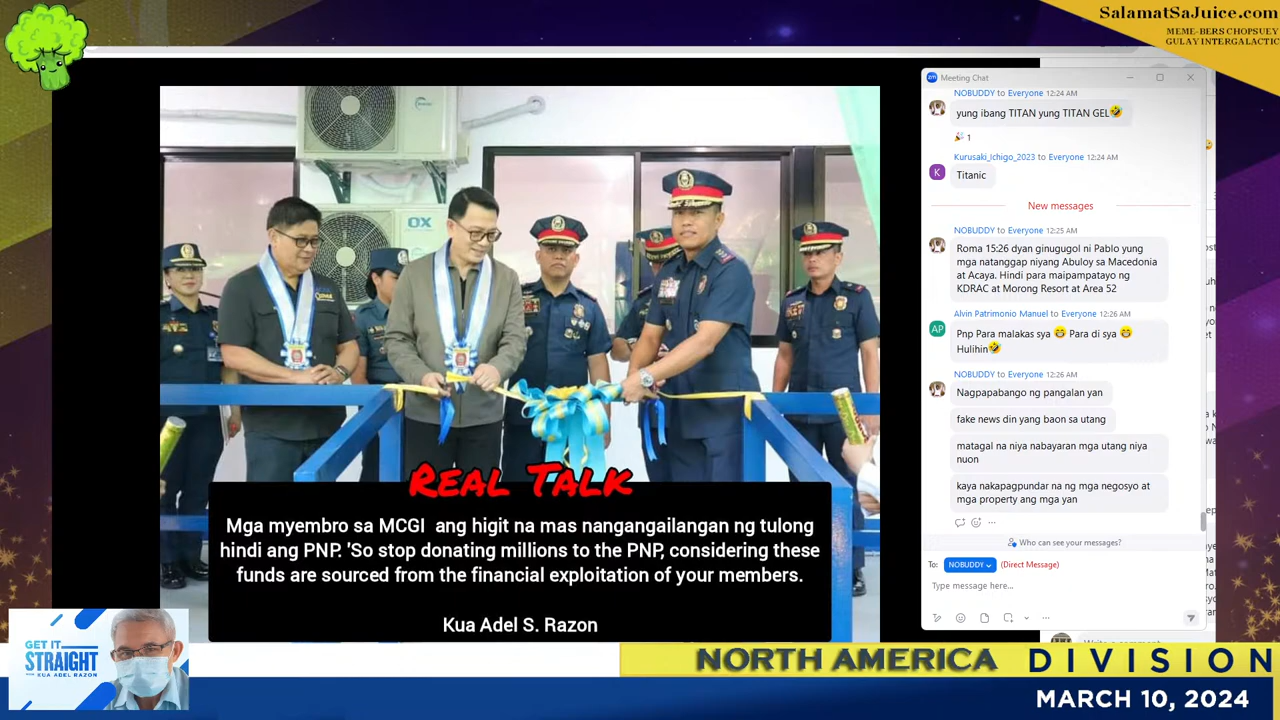 SalamatSaJuice.com
MEME-BERS CHOPSUEY
GULAY INTERGALACTIC
OX
Real Talk
Mga myembro sa MCGI ang higit na mas nangangailangan ng tulong
hindi ang PNP. 'So stop donating millions to the PNP, considering these
funds are sourced from the financial exploitation of your members.
Kua Adel S. Razon
Meeting Chat
NOBUDDY to Everyone 12:24 AM
yung ibang TITAN yung TITAN GEL🤣
🎉 1
Kurusaki_Ichigo_2023 to Everyone 12:24 AM
K
Titanic
New messages
NOBUDDY to Everyone 12:25 AM
Roma 15:26 dyan ginugugol ni Pablo yung
mga natanggap niyang Abuloy sa Macedonia
at Acaya. Hindi para maipampatayo ng
KDRAC at Morong Resort at Area 52
Alvin Patrimonio Manuel to Everyone 12:26 AM
AP
Pnp Para malakas sya 😁 Para di sya 😁
Hulihin🤣
NOBUDDY to Everyone 12:26 AM
Nagpapabango ng pangalan yan
fake news din yang baon sa utang
matagal na niya nabayaran mga utang niya
nuon
kaya nakapagpundar na ng mga negosyo at
mga property ang mga yan
Who can see your messages?
To: NOBUDDY (Direct Message)
Type message here...
GET IT
STRAIGHT
KUA ADEL RAZON
NORTH AMERICA DIVISION
MARCH 10, 2024